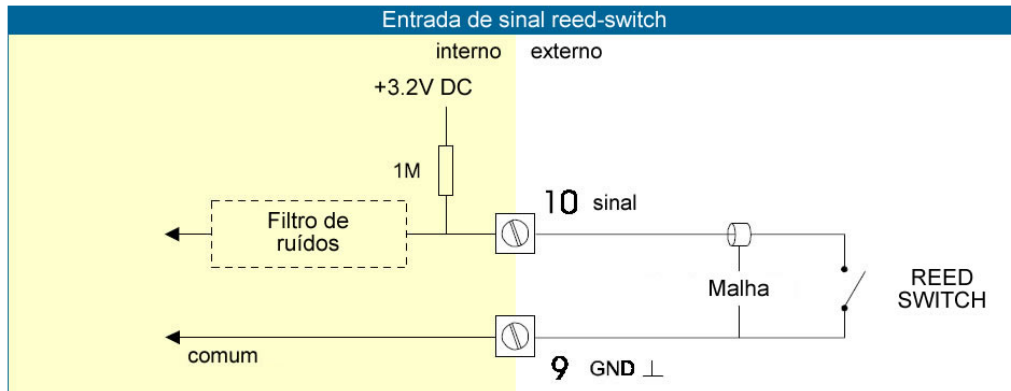 Entrada de sinal reed-switch
interno externo
+3.2V DC
1M
10 sinal
Filtro de
ruídos
Malha
REED
SWITCH
comum
9 GND ⊥